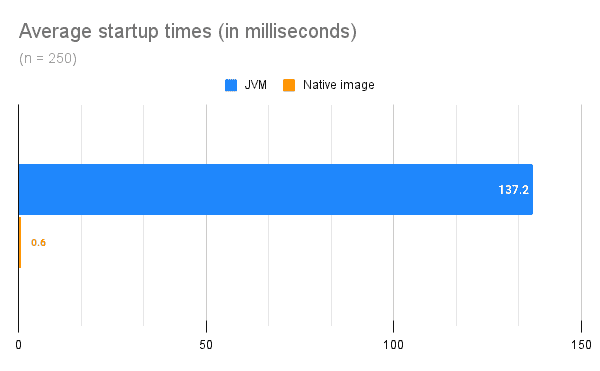 Average startup times (in milliseconds)
(n = 250)
JVM Native image
137.2
0.6
0 50 100 150